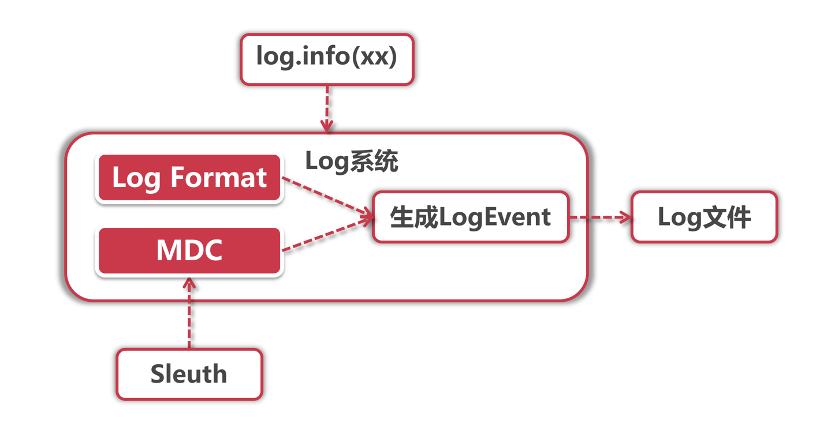 log.info(xx)
Log系统
Log Format
生成LogEvent
Log文件
MDC
Sleuth